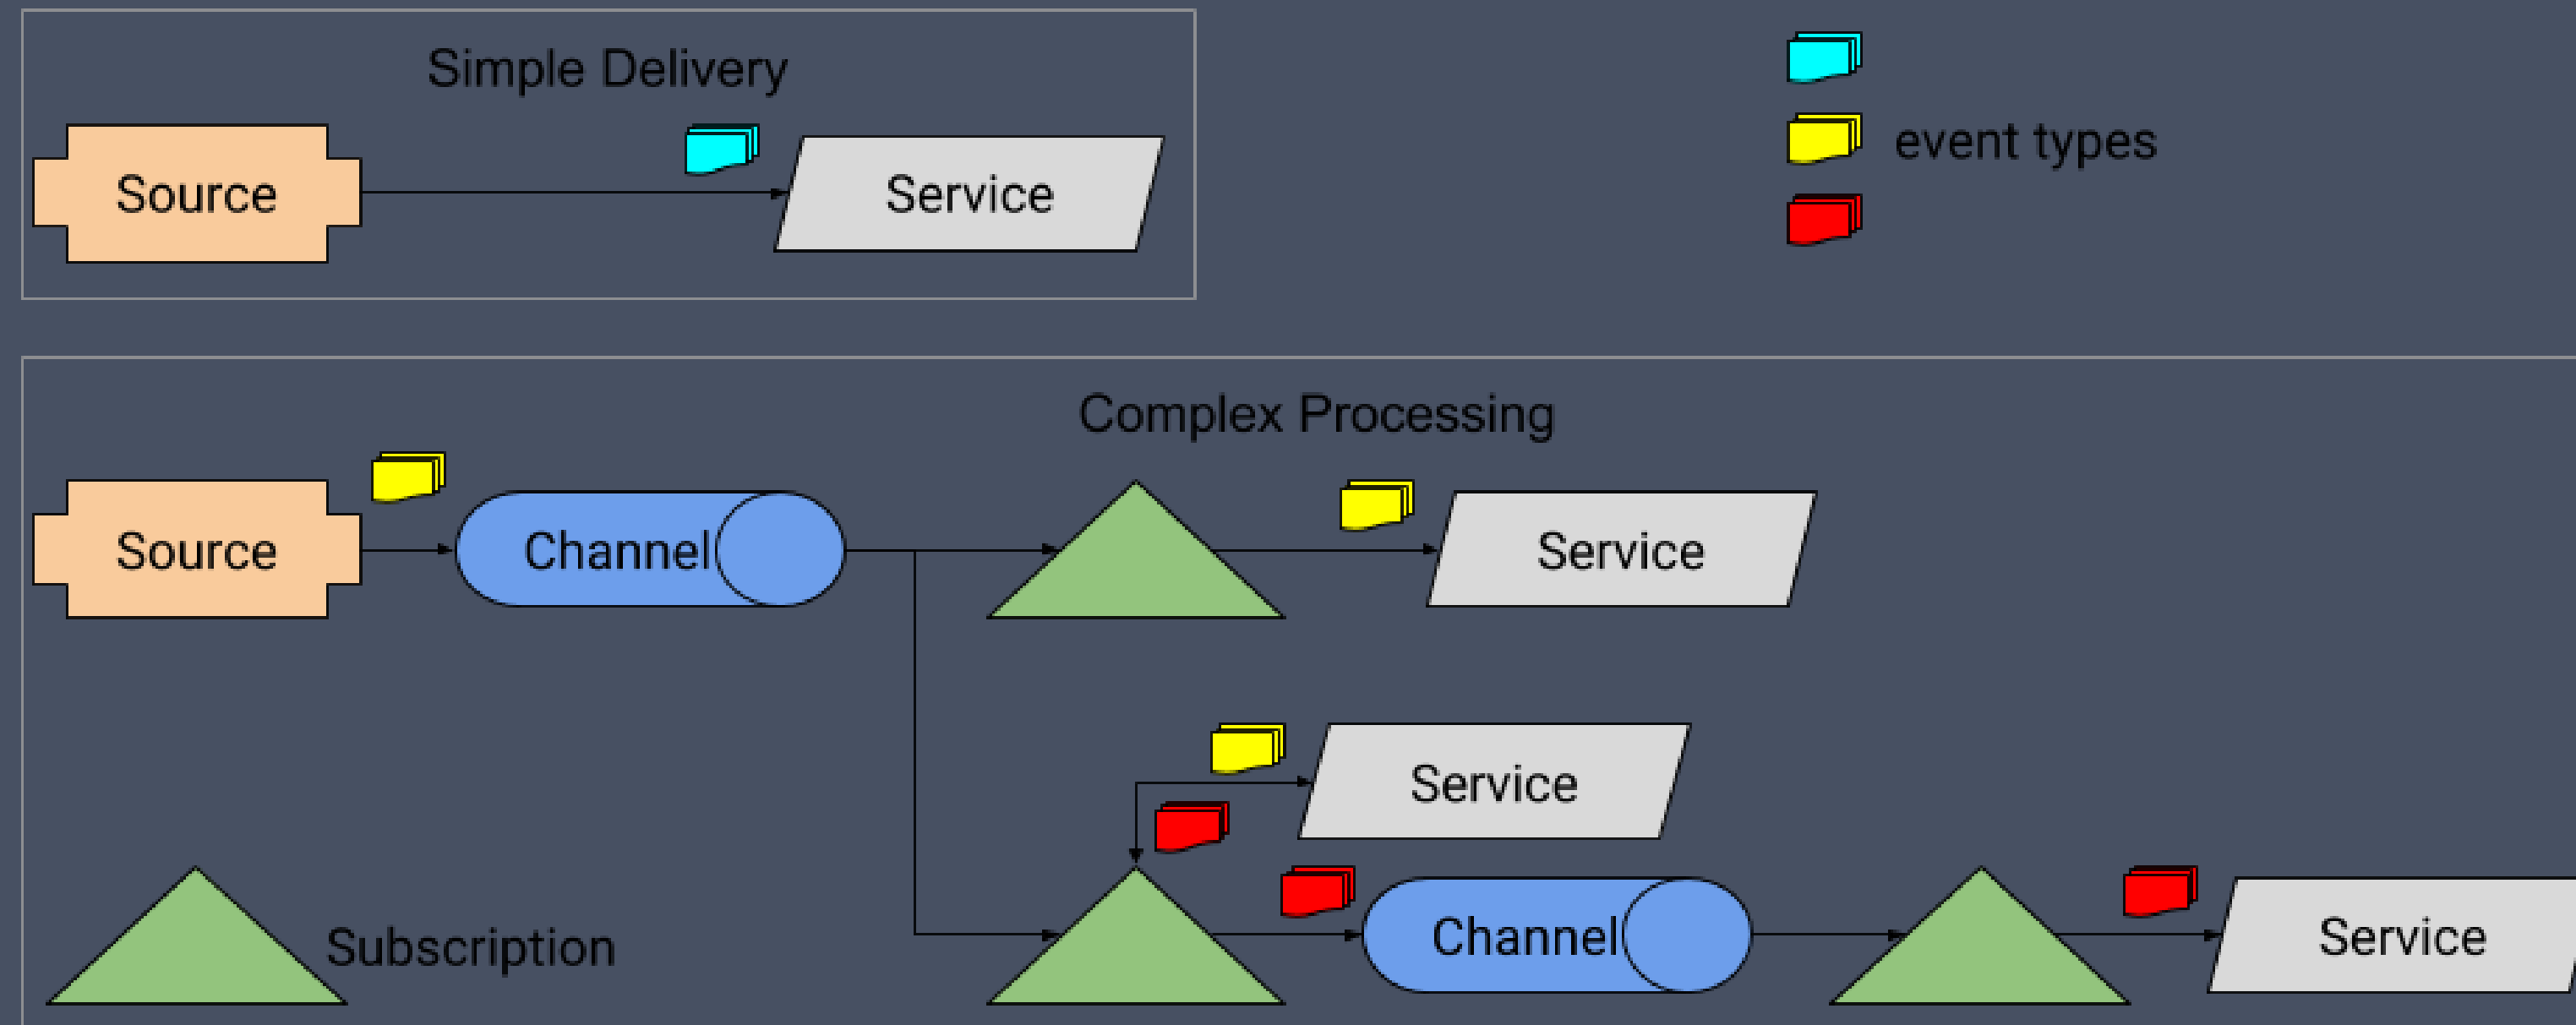 Simple Delivery
Source
Service
event types
Complex Processing
Source
Channel
Service
Service
Subscription
Channel
Service